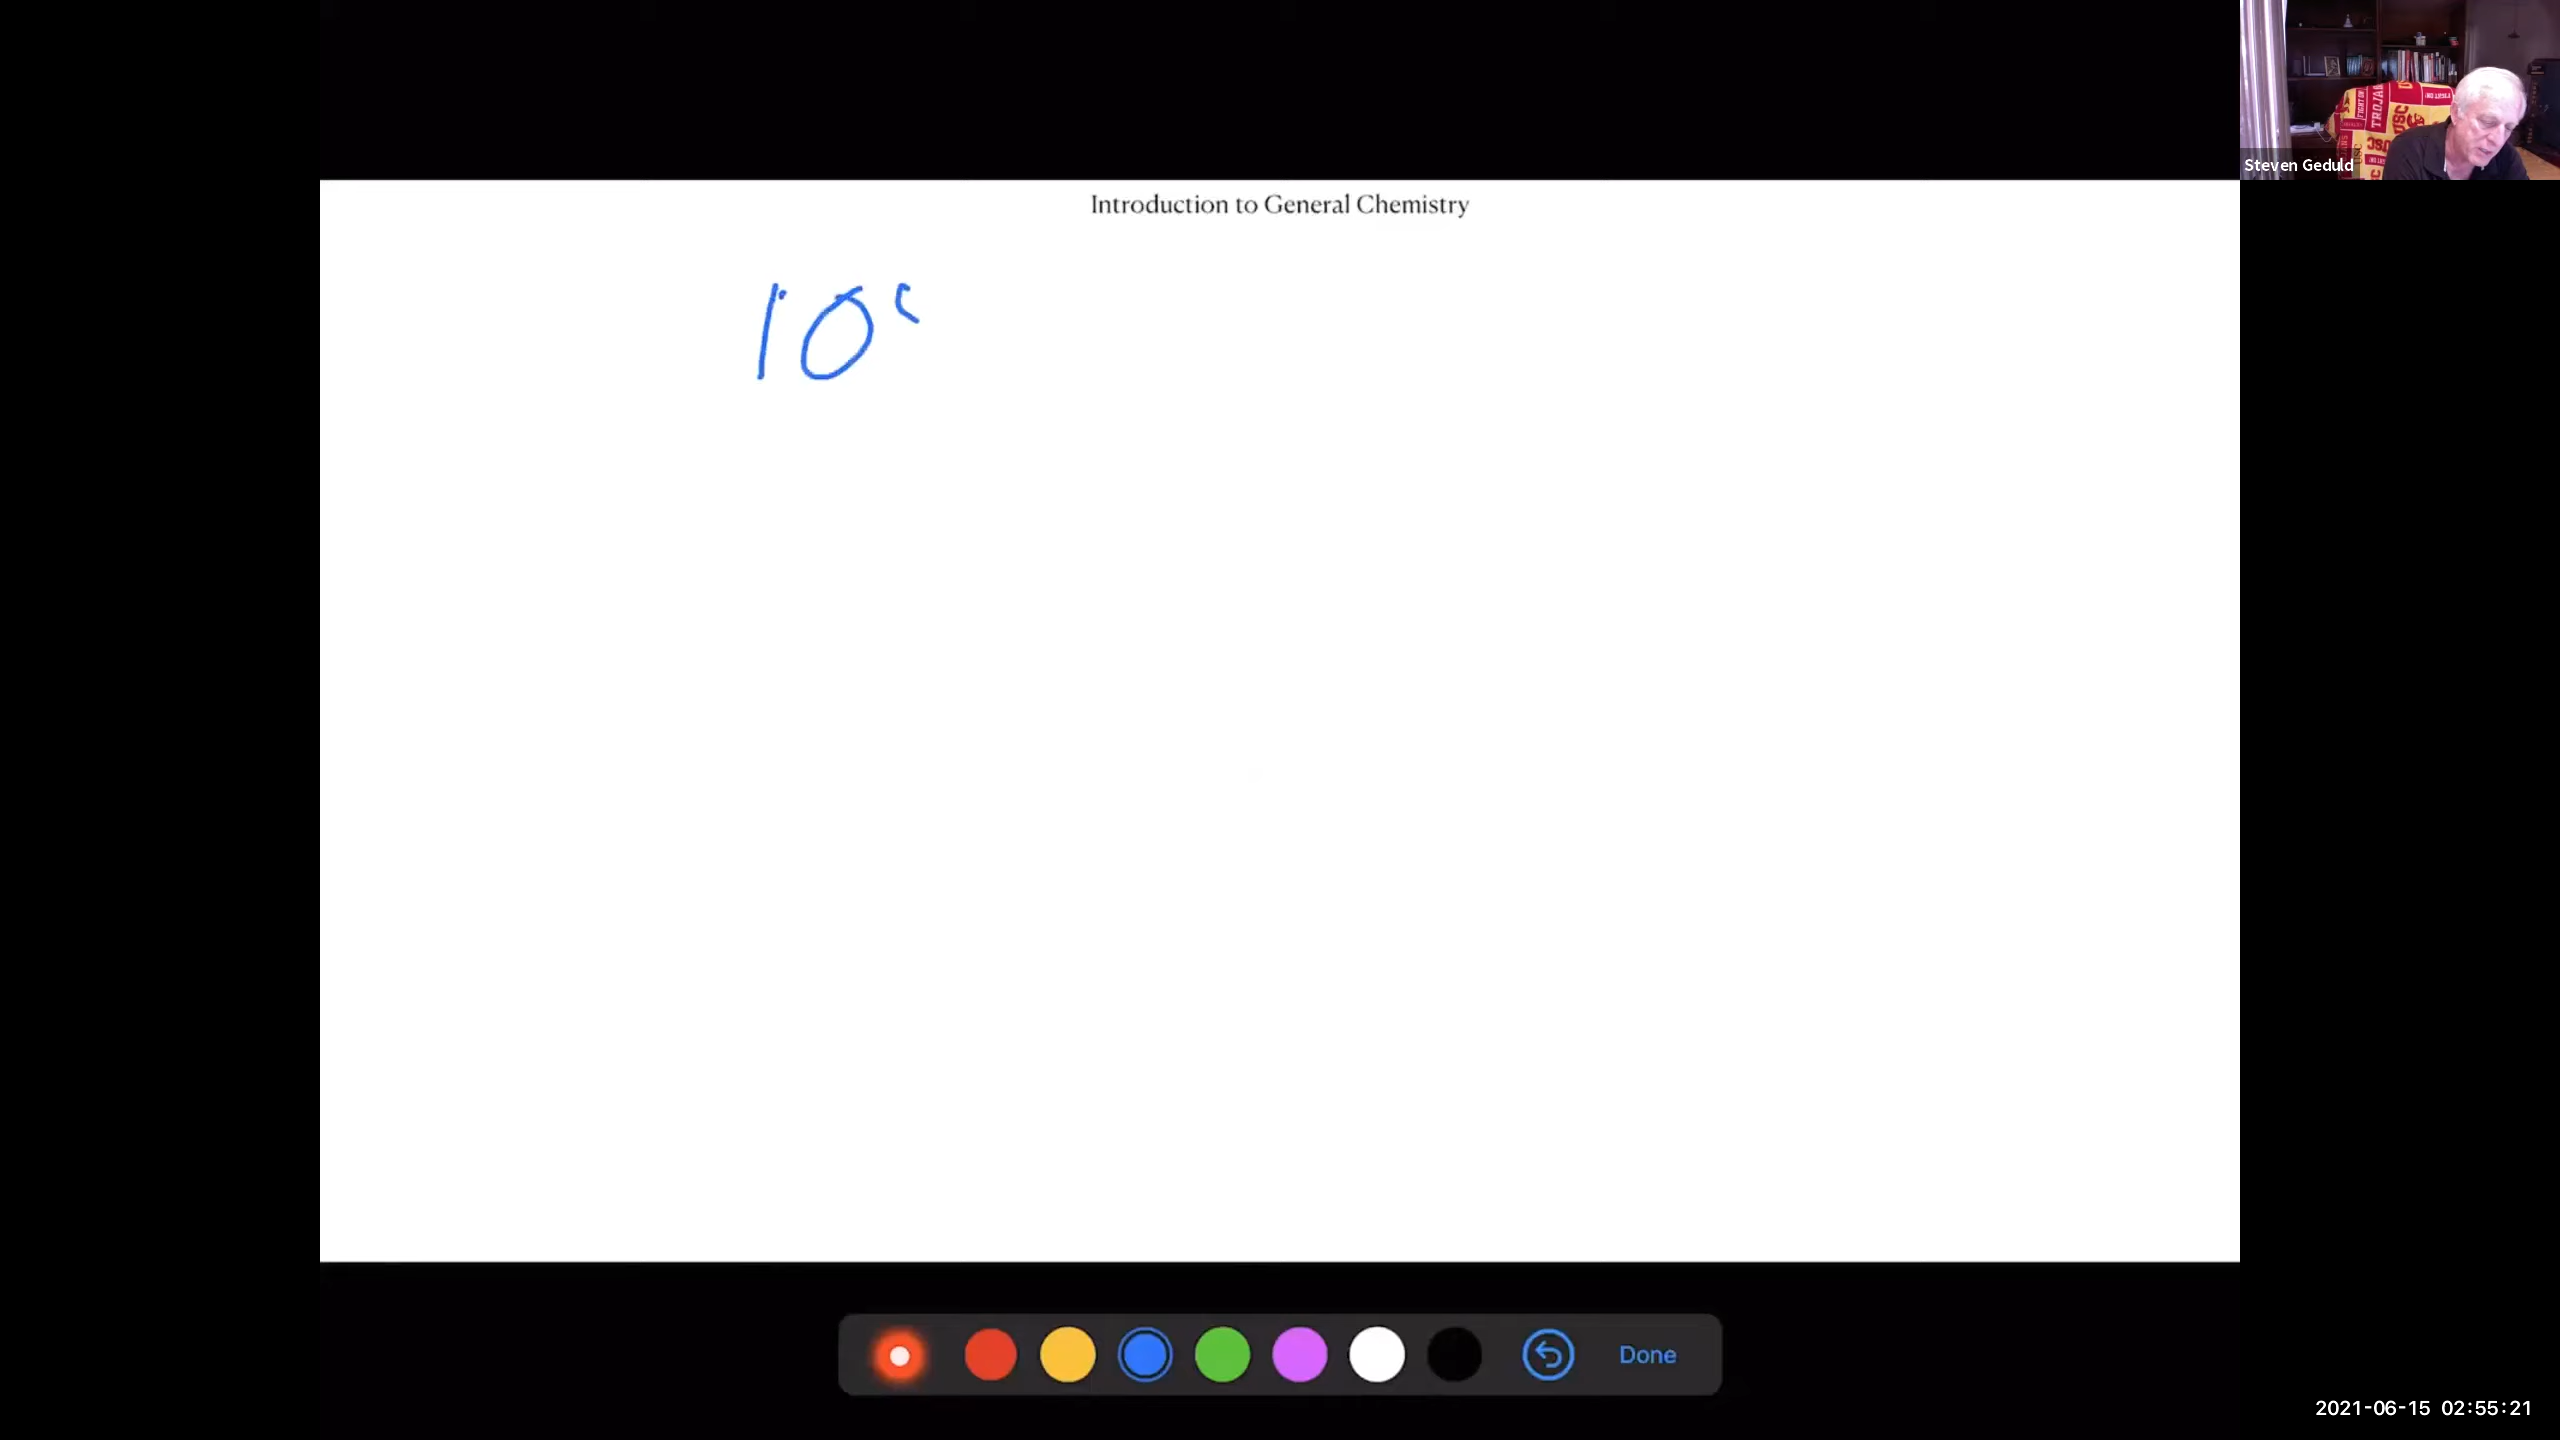 Steven Geduld
Introduction to General Chemistry
10
Done
2021-06-15 02:55:21